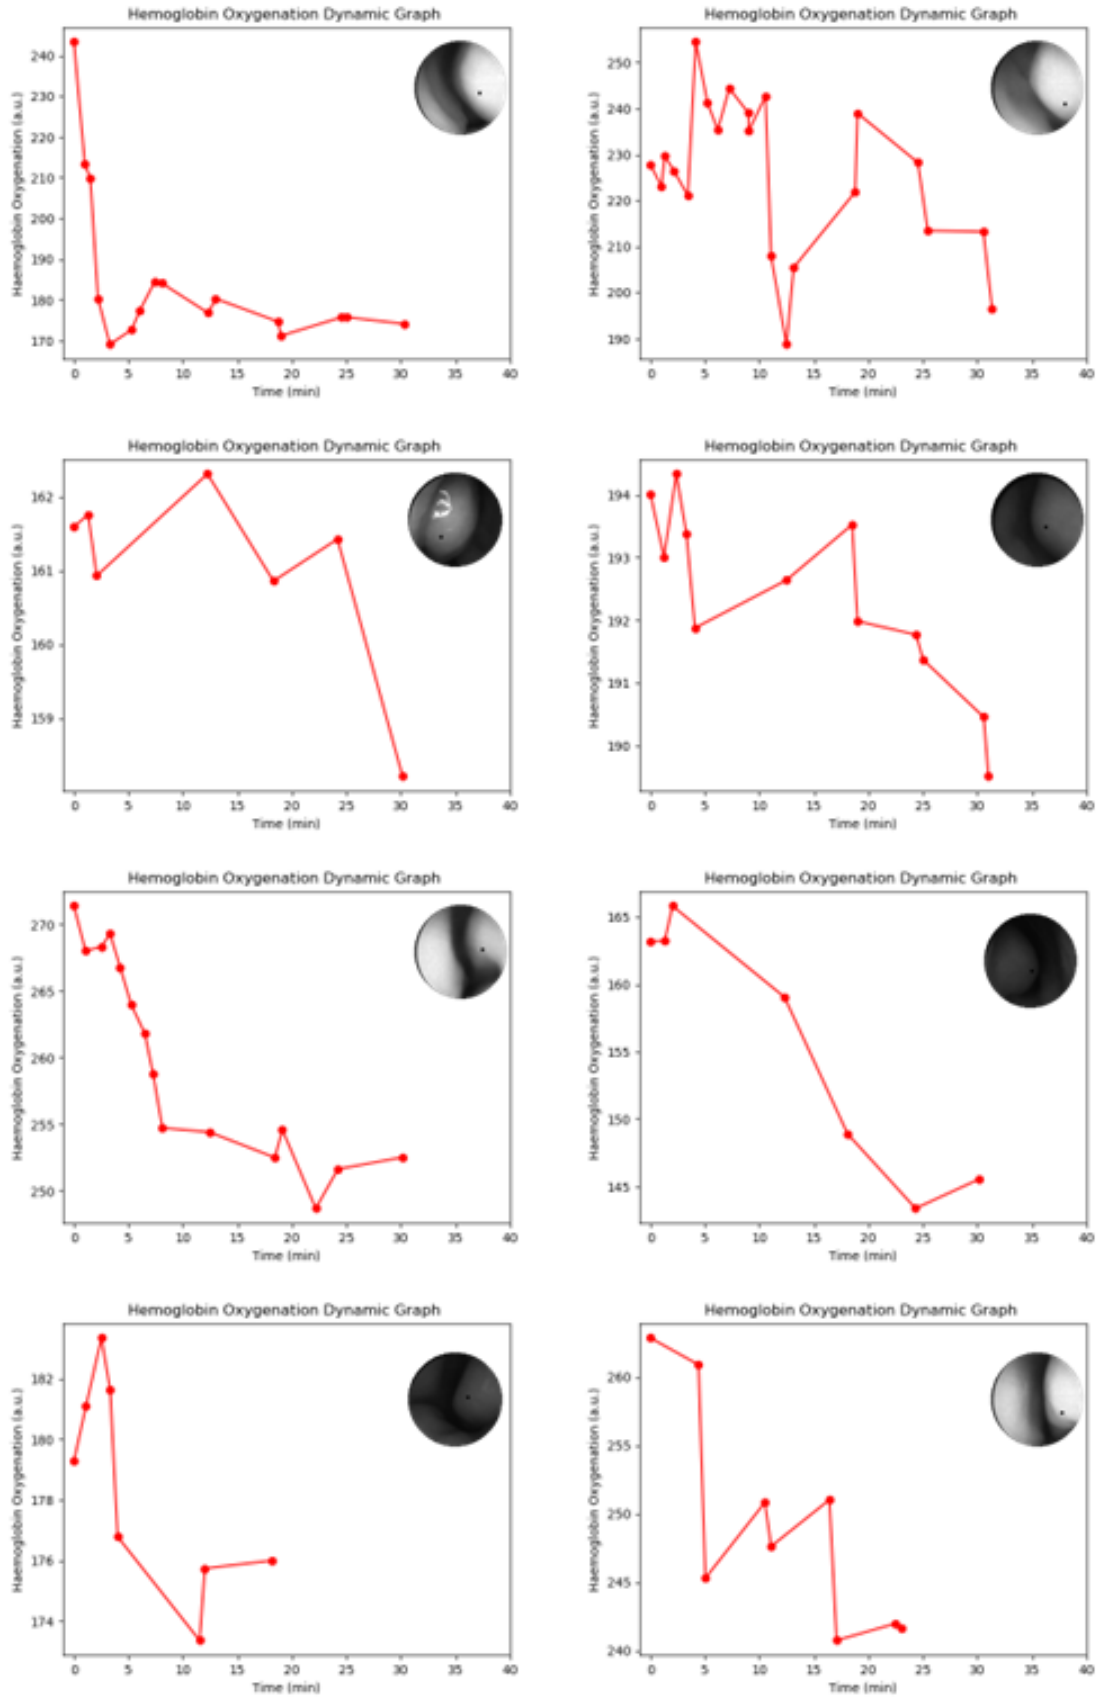 Hemoglobin Oxygenation Dynamic Graph
Haemoglobin Oxygenation (a.u.)
240
230
220
210
200
190
180
170
0 5 10 15 20 25 30 35 40
Time (min)
Hemoglobin Oxygenation Dynamic Graph
Haemoglobin Oxygenation (a.u.)
250
240
230
220
210
200
190
0 5 10 15 20 25 30 35 40
Time (min)
Hemoglobin Oxygenation Dynamic Graph
Haemoglobin Oxygenation (a.u.)
162
161
160
159
0 5 10 15 20 25 30 35 40
Time (min)
Hemoglobin Oxygenation Dynamic Graph
Haemoglobin Oxygenation (a.u.)
194
193
192
191
190
0 5 10 15 20 25 30 35 40
Time (min)
Hemoglobin Oxygenation Dynamic Graph
Haemoglobin Oxygenation (a.u.)
270
265
260
255
250
0 5 10 15 20 25 30 35 40
Time (min)
Hemoglobin Oxygenation Dynamic Graph
Haemoglobin Oxygenation (a.u.)
165
160
155
150
145
0 5 10 15 20 25 30 35 40
Time (min)
Hemoglobin Oxygenation Dynamic Graph
Haemoglobin Oxygenation (a.u.)
182
180
178
176
174
0 5 10 15 20 25 30 35 40
Time (min)
Hemoglobin Oxygenation Dynamic Graph
Haemoglobin Oxygenation (a.u.)
260
255
250
245
240
0 5 10 15 20 25 30 35 40
Time (min)